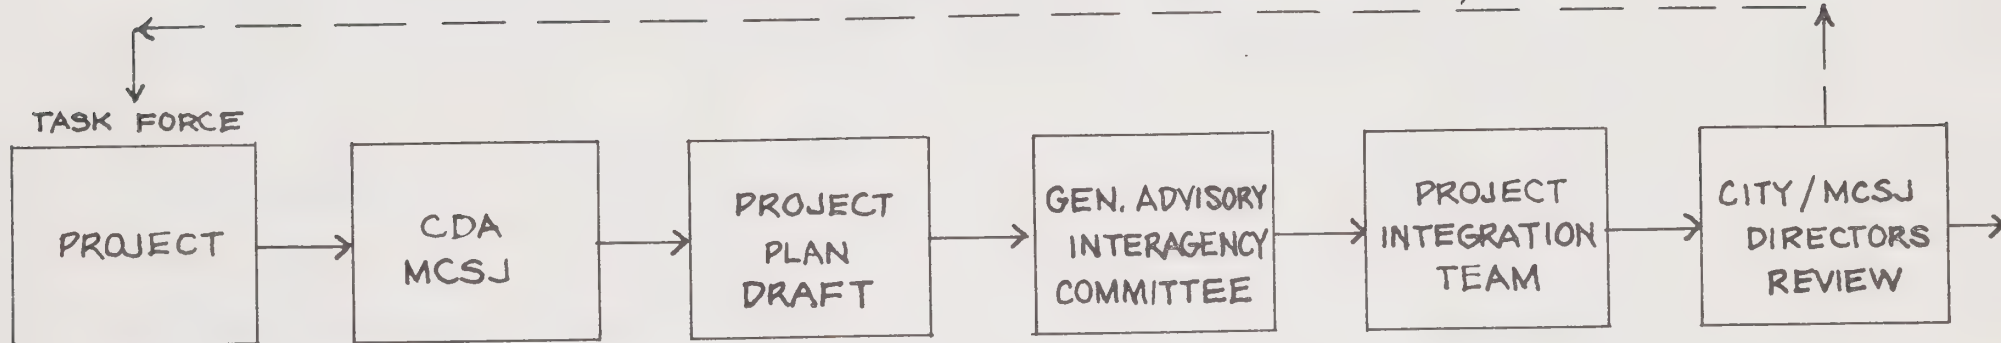 TASK FORCE
PROJECT
CDA
MCSJ
PROJECT
PLAN
DRAFT
GEN. ADVISORY
INTERAGENCY
COMMITTEE
PROJECT
INTEGRATION
TEAM
CITY/MCSJ
DIRECTORS
REVIEW